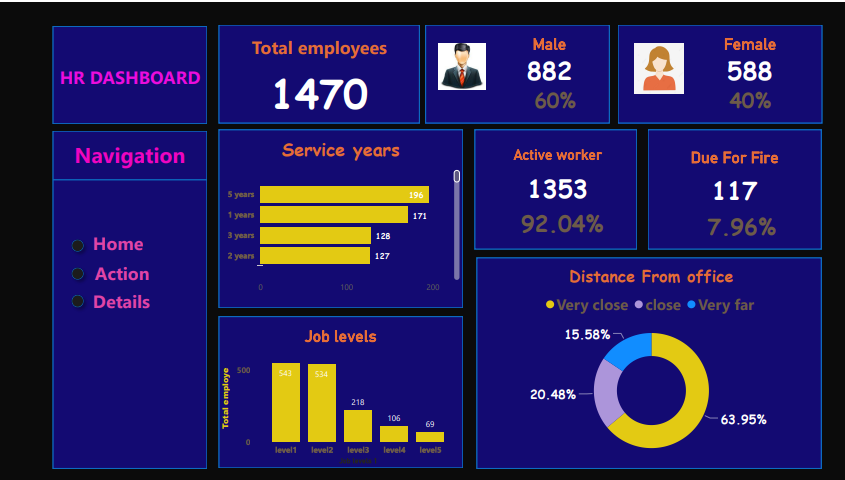 HR DASHBOARD
Total employees
1470
Male
882
60%
Female
588
40%
Navigation
Home
Action
Details
Service years
5 years 196
1 years 171
3 years 128
2 years 127
0 100 200
Active worker
1353
92.04%
Due For Fire
117
7.96%
Job levels
Total employe
500
0
543
534
218
106
69
level1 level2 level3 level4 level5
Distance From office
Very close close Very far
15.58%
20.48%
63.95%